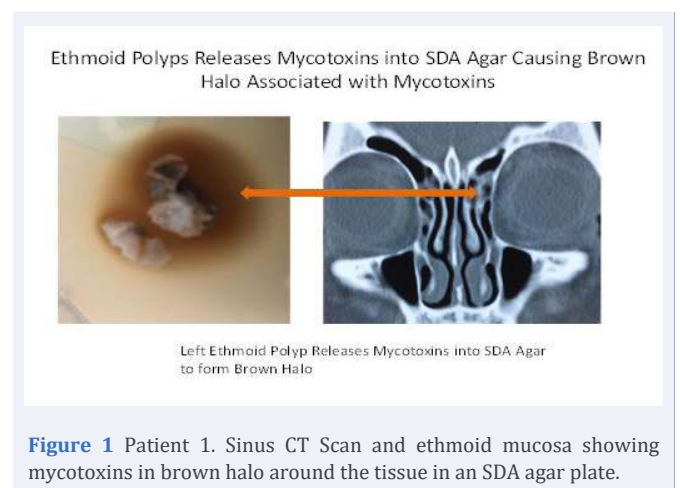 Ethmoid Polyps Releases Mycotoxins into SDA Agar Causing Brown
Halo Associated with Mycotoxins
Left Ethmoid Polyp Releases Mycotoxins into SDA Agar
to form Brown Halo
Figure 1 Patient 1. Sinus CT Scan and ethmoid mucosa showing
mycotoxins in brown halo around the tissue in an SDA agar plate.